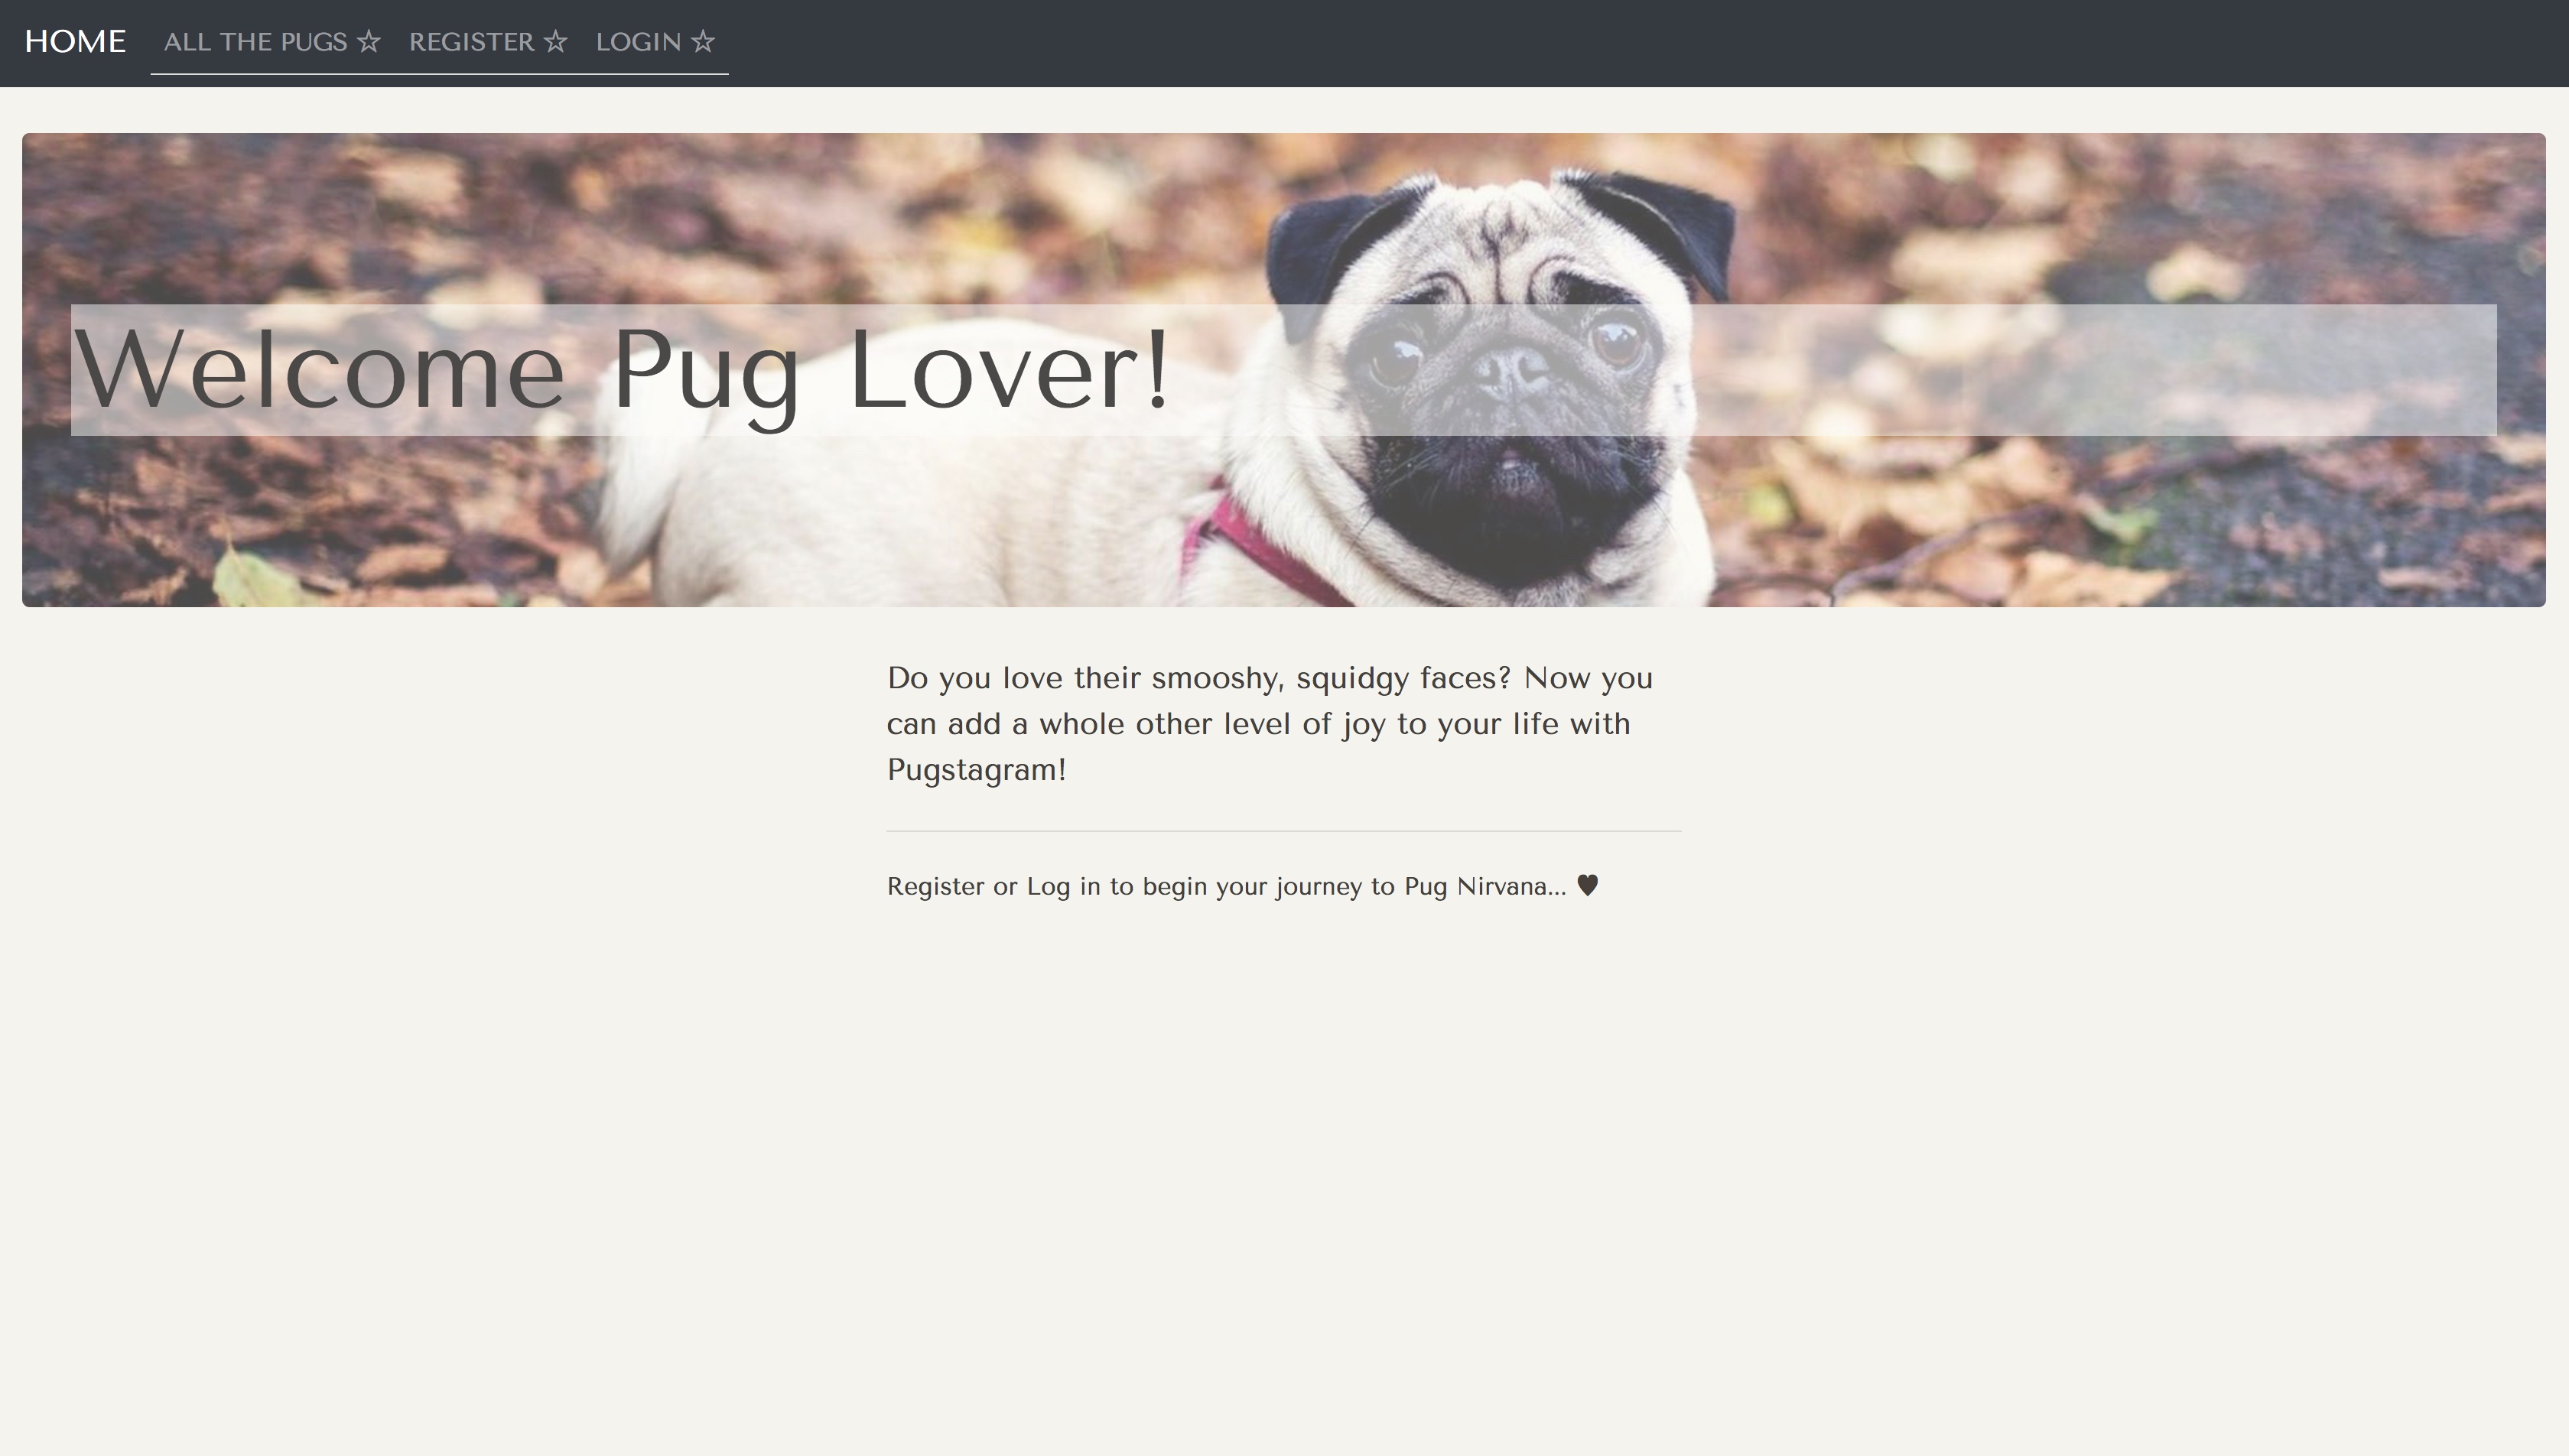 HOME ALL THE PUGS ☆ REGISTER ☆ LOGIN ☆
Welcome Pug Lover!
Do you love their smooshy, squidgy faces? Now you
can add a whole other level of joy to your life with
Pugstagram!
Register or Log in to begin your journey to Pug Nirvana... ♥